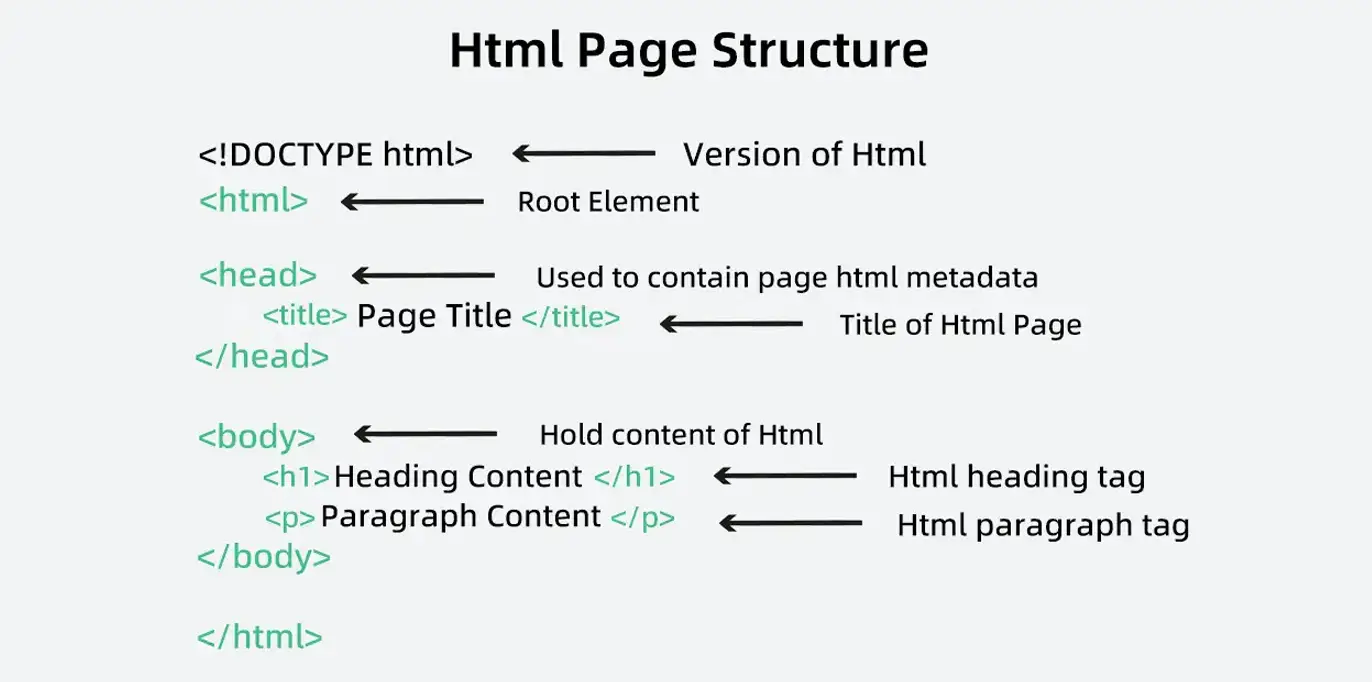 Html Page Structure
<!DOCTYPE html> Version of Html
<html> Root Element
<head> Used to contain page html metadata
<title> Page Title </title> Title of Html Page
</head>
<body> Hold content of Html
<h1>Heading Content </h1> Html heading tag
<p>Paragraph Content </p> Html paragraph tag
</body>
</html>